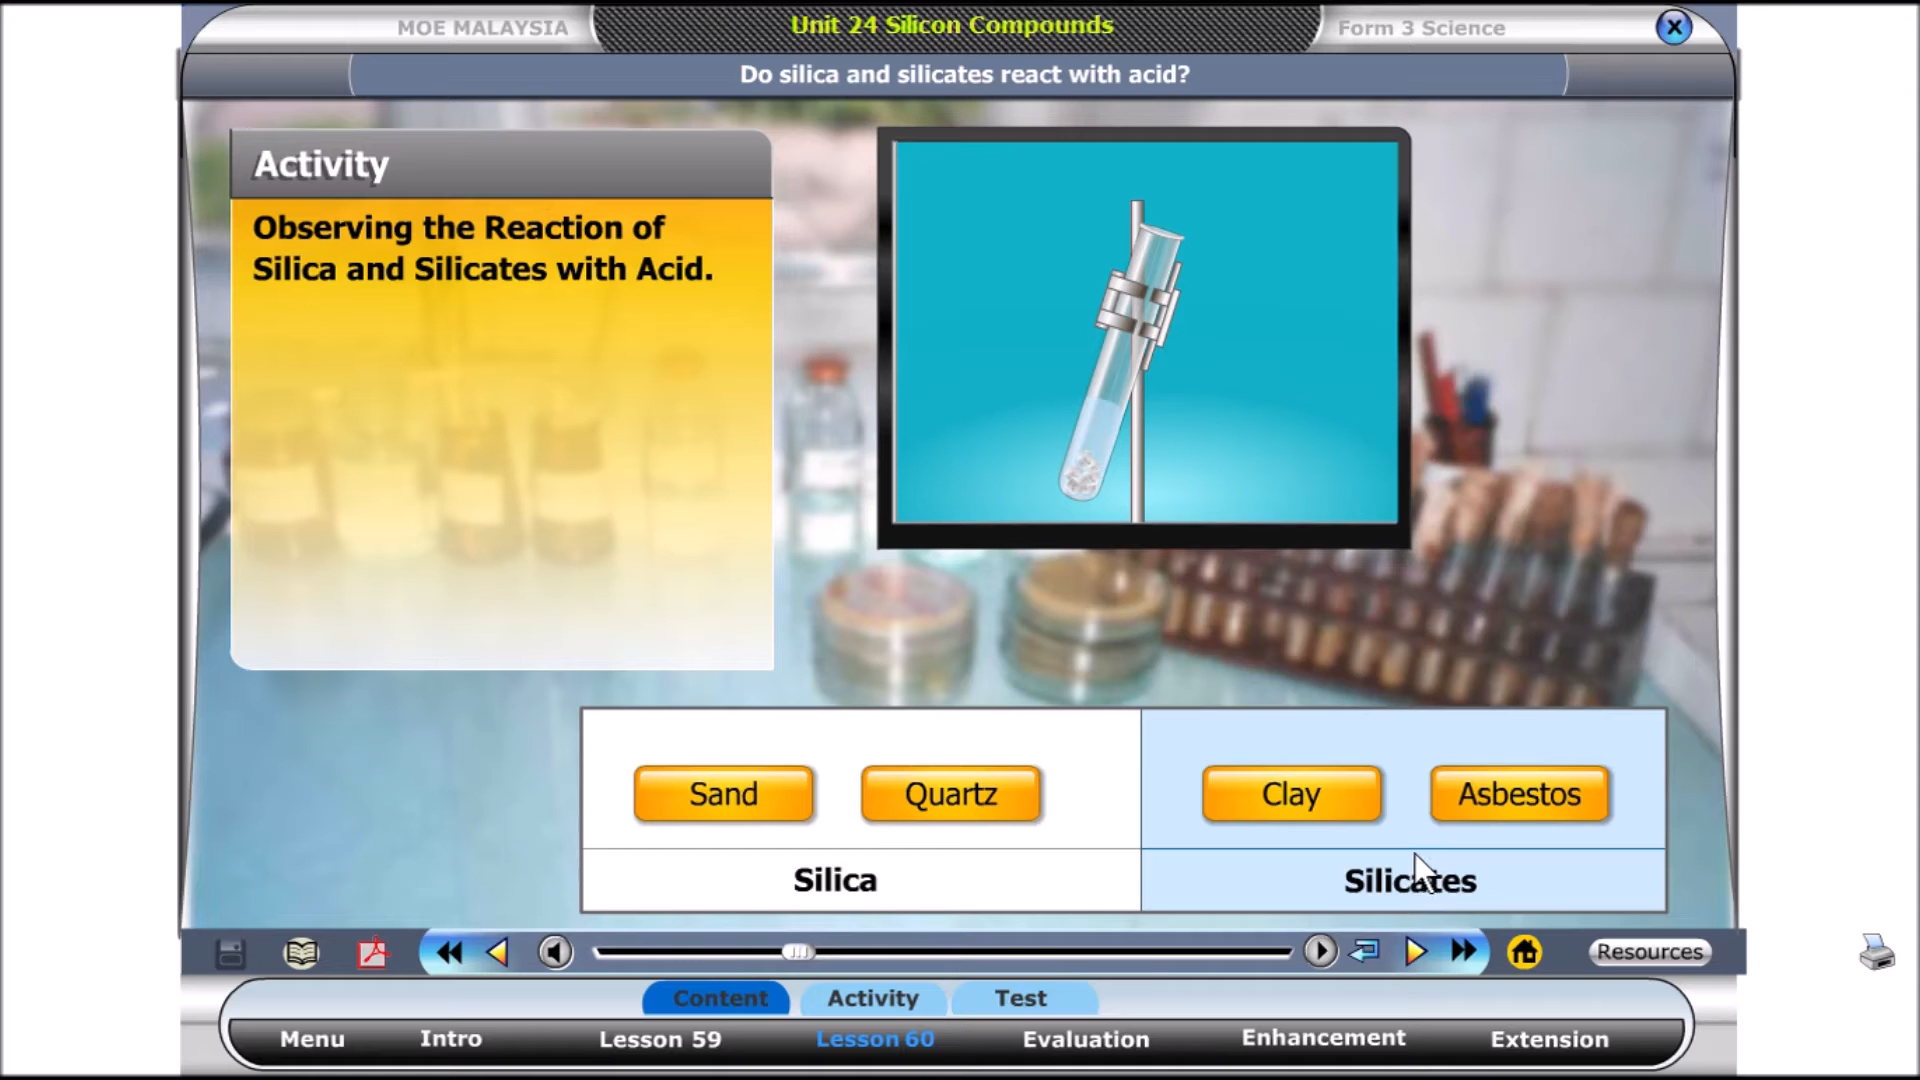 MOE MALAYSIA
Unit 24 Silicon Compounds
Form 3 Science
Do silica and silicates react with acid?
Activity
Observing the Reaction of
Silica and Silicates with Acid.
Sand
Quartz
Clay
Asbestos
Silica
Silicates
Resources
Content
Activity
Test
Menu
Intro
Lesson 59
Lesson 60
Evaluation
Enhancement
Extension